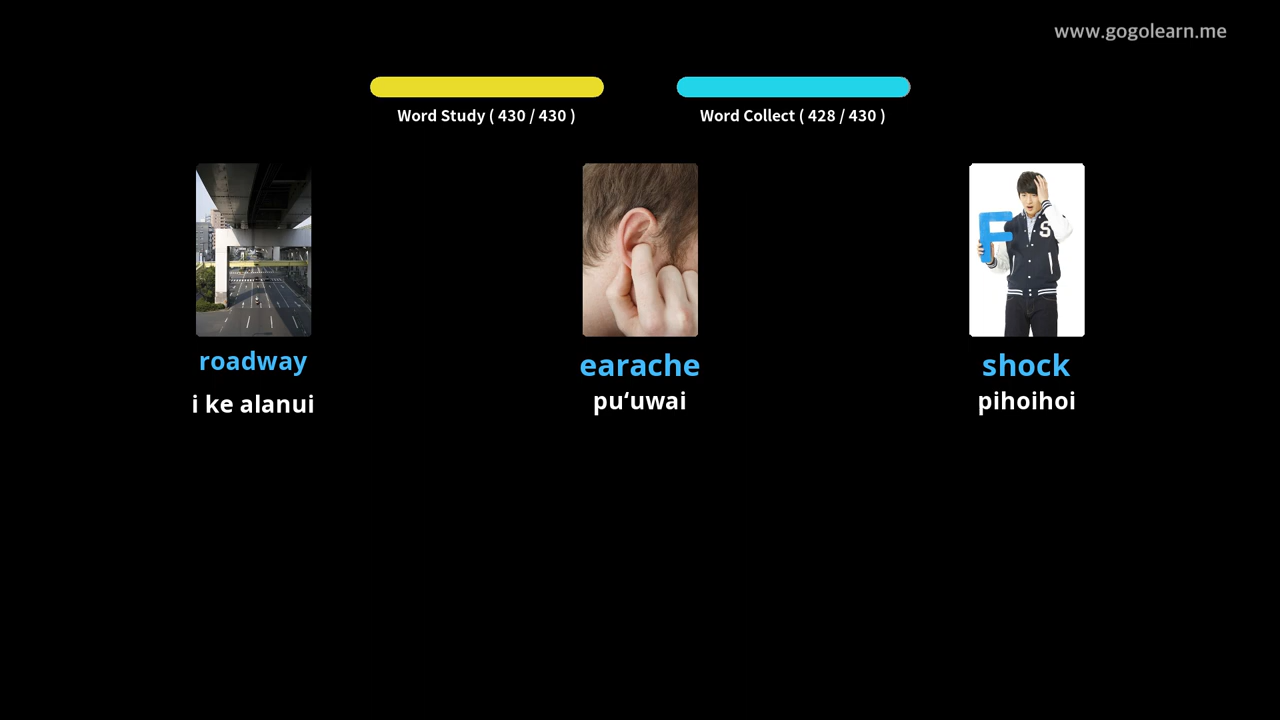 www.gogolearn.me
Word Study ( 430 / 430 )
Word Collect ( 428 / 430 )
F
S
roadway
earache
shock
i ke alanui
puʻuwai
pihoihoi